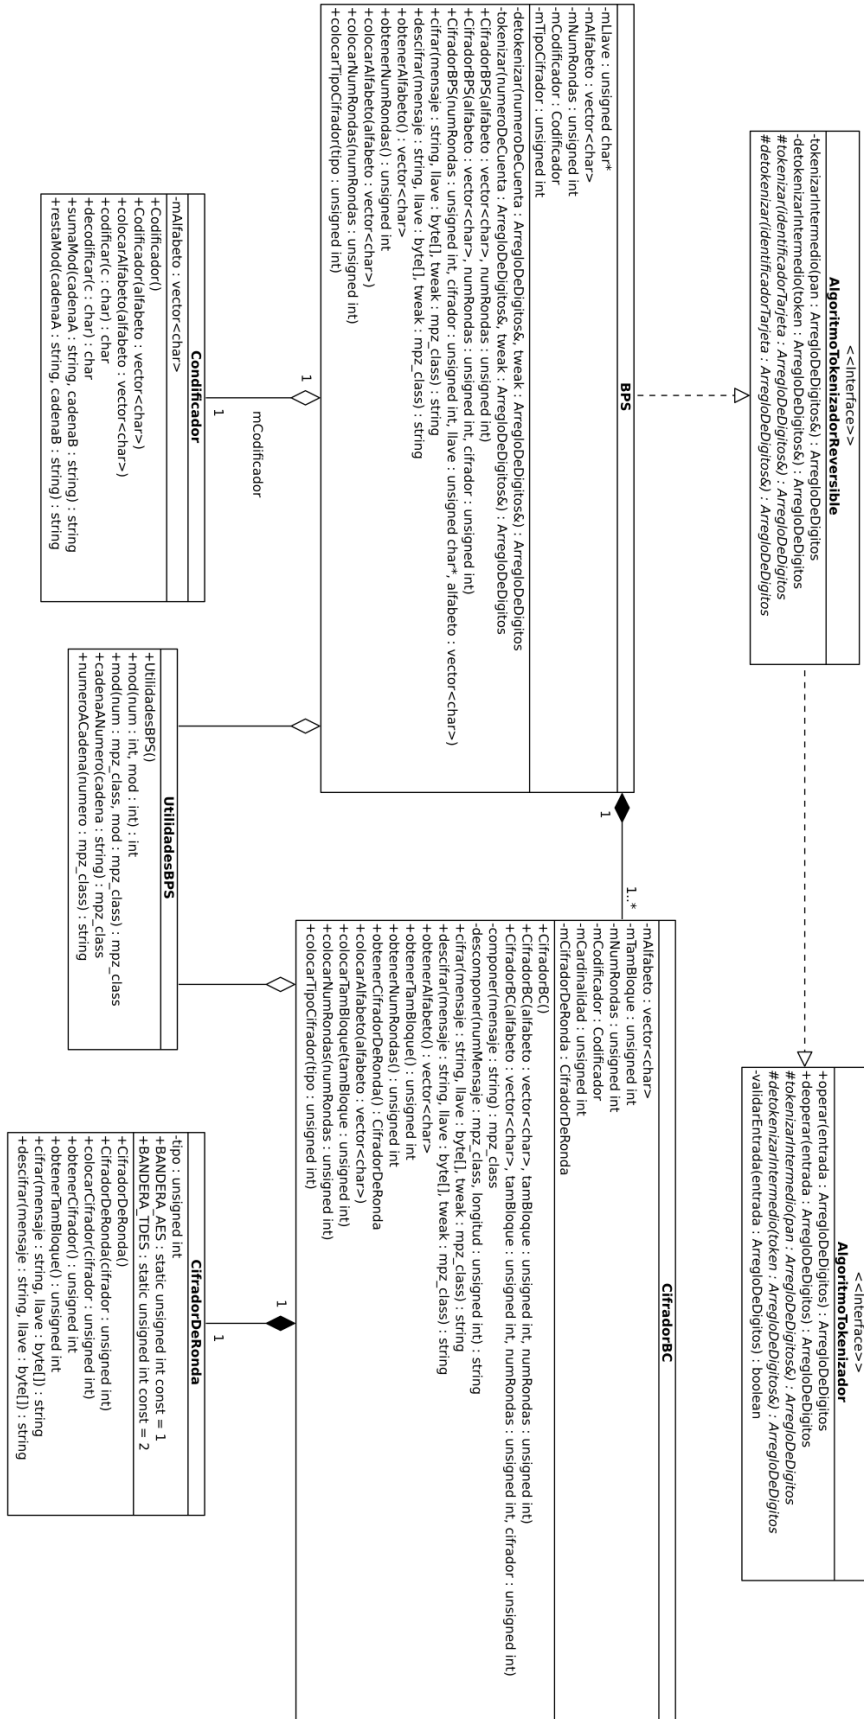 <<Interface>>
AlgoritmoTokenizadorReversible
-tokenizarIntermedio(pan : ArregloDeDigitos&) : ArregloDeDigitos
-detokenizarIntermedio(token : ArregloDeDigitos&) : ArregloDeDigitos
#tokenizar(identificadorTarjeta : ArregloDeDigitos&) : ArregloDeDigitos
#detokenizar(identificadorTarjeta : ArregloDeDigitos&) : ArregloDeDigitos
<<Interface>>
AlgoritmoTokenizador
+operar(entrada : ArregloDeDigitos) : ArregloDeDigitos
+deoperar(entrada : ArregloDeDigitos) : ArregloDeDigitos
#tokenizarIntermedio(pan : ArregloDeDigitos&) : ArregloDeDigitos
#detokenizarIntermedio(token : ArregloDeDigitos&) : ArregloDeDigitos
-validarEntrada(entrada : ArregloDeDigitos) : boolean
BPS
-mLlave : unsigned char*
-mAlfabeto : vector<char>
-mNumRondas : unsigned int
-mCodificador : Codificador
-mTipoCifrador : unsigned int
-detokenizar(numeroDeCuenta : ArregloDeDigitos&, tweak : ArregloDeDigitos&) : ArregloDeDigitos
-tokenizar(numeroDeCuenta : ArregloDeDigitos&, tweak : ArregloDeDigitos&) : ArregloDeDigitos
+CifradorBPS(alfabeto : vector<char>, numRondas : unsigned int)
+CifradorBPS(alfabeto : vector<char>, numRondas : unsigned int, cifrador : unsigned int)
+CifradorBPS(numRondas : unsigned int, cifrador : unsigned int, llave : unsigned char*, alfabeto : vector<char>)
+cifrar(mensaje : string, llave : byte[], tweak : mpz_class) : string
+descifrar(mensaje : string, llave : byte[], tweak : mpz_class) : string
+obtenerAlfabeto() : vector<char>
+obtenerNumRondas() : unsigned int
+colocarAlfabeto(alfabeto : vector<char>)
+colocarNumRondas(numRondas : unsigned int)
+colocarTipoCifrador(tipo : unsigned int)
1
1..*
CifradorBC
-mAlfabeto : vector<char>
-mTamBloque : unsigned int
-mNumRondas : unsigned int
-mCodificador : Codificador
-mCardinalidad : unsigned int
-mCifradorDeRonda : CifradorDeRonda
+CifradorBC()
+CifradorBC(alfabeto : vector<char>, tamBloque : unsigned int, numRondas : unsigned int)
+CifradorBC(alfabeto : vector<char>, tamBloque : unsigned int, numRondas : unsigned int, cifrador : unsigned int)
-componer(mensaje : string) : mpz_class
-descomponer(numMensaje : mpz_class, longitud : unsigned int) : string
+cifrar(mensaje : string, llave : byte[], tweak : mpz_class) : string
+descifrar(mensaje : string, llave : byte[], tweak : mpz_class) : string
+obtenerAlfabeto() : vector<char>
+obtenerTamBloque() : unsigned int
+obtenerNumRondas() : unsigned int
+obtenerCifradorDeRonda() : CifradorDeRonda
+colocarAlfabeto(alfabeto : vector<char>)
+colocarTamBloque(tamBloque : unsigned int)
+colocarNumRondas(numRondas : unsigned int)
+colocarTipoCifrador(tipo : unsigned int)
1
mCodificador
1
Condificador
-mAlfabeto : vector<char>
+Codificador()
+Codificador(alfabeto : vector<char>)
+colocarAlfabeto(alfabeto : vector<char>)
+codificar(c : char) : char
+decodificar(c : char) : char
+sumaMod(cadenaA : string, cadenaB : string) : string
+restaMod(cadenaA : string, cadenaB : string) : string
UtilidadesBPS
+UtilidadesBPS()
+mod(num : int, mod : int) : int
+mod(num : mpz_class, mod : mpz_class) : mpz_class
+cadenaANumero(cadena : string) : mpz_class
+numeroACadena(numero : mpz_class) : string
1
1
CifradorDeRonda
-tipo : unsigned int
+BANDERA_AES : static unsigned int const = 1
+BANDERA_TDES : static unsigned int const = 2
+CifradorDeRonda()
+CifradorDeRonda(cifrador : unsigned int)
+colocarCifrador(cifrador : unsigned int)
+obtenerCifrador() : unsigned int
+obtenerTamBloque() : unsigned int
+cifrar(mensaje : string, llave : byte[]) : string
+descifrar(mensaje : string, llave : byte[]) : string